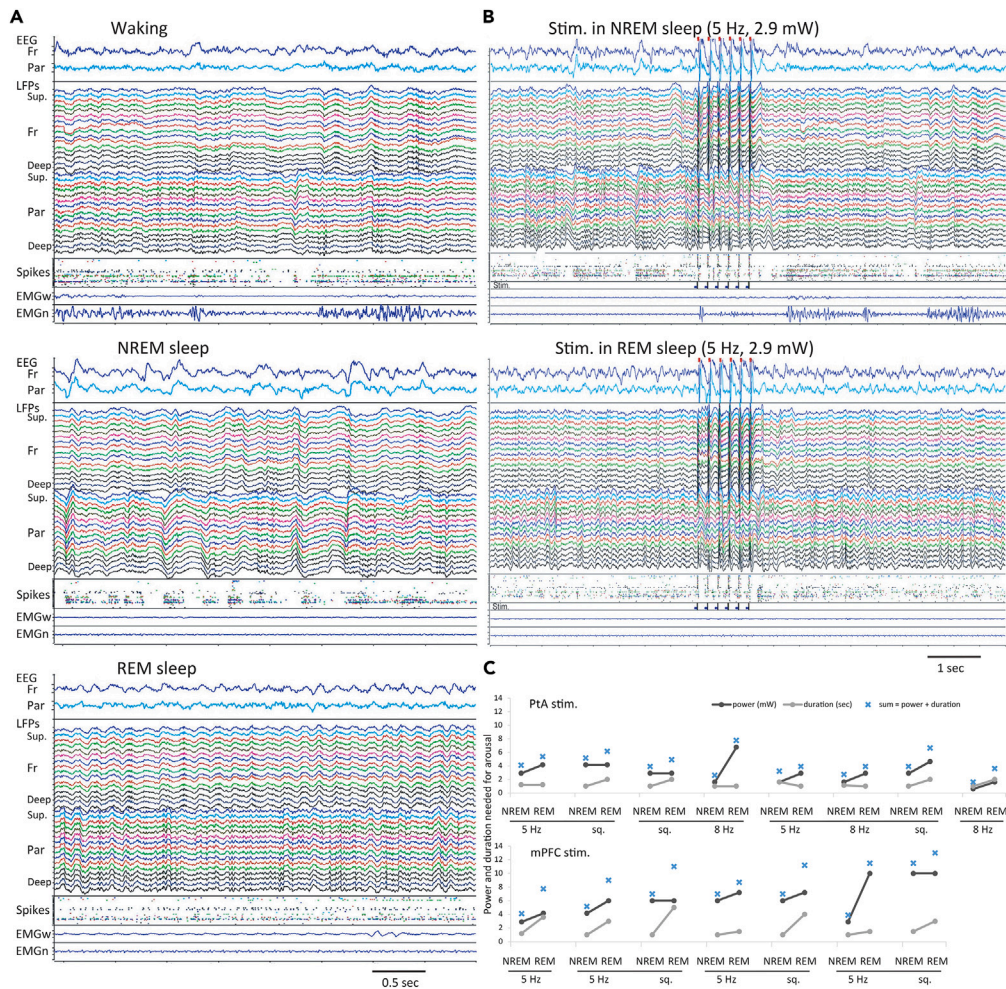 A
Waking
EEG
Fr
Par
LFPs
Sup.
Fr
Deep
Sup.
Par
Deep
Spikes
EMGw
EMGn
NREM sleep
EEG
Fr
Par
LFPs
Sup.
Fr
Deep
Sup.
Par
Deep
Spikes
EMGw
EMGn
REM sleep
EEG
Fr
Par
LFPs
Sup.
Fr
Deep
Sup.
Par
Deep
Spikes
EMGw
EMGn
0.5 sec
B
Stim. in NREM sleep (5 Hz, 2.9 mW)
Stim.
Stim. in REM sleep (5 Hz, 2.9 mW)
Stim.
1 sec
C
Power and duration needed for arousal
PtA stim.
power (mW) duration (sec) sum = power + duration
14
12
10
8
6
4
2
0
NREM REM NREM REM NREM REM NREM REM NREM REM NREM REM NREM REM NREM REM
5 Hz sq. sq. 8 Hz 5 Hz 8 Hz sq. 8 Hz
mPFC stim.
14
12
10
8
6
4
2
0
NREM REM NREM REM NREM REM NREM REM NREM REM NREM REM NREM REM
5 Hz 5 Hz sq. 5 Hz sq. 5 Hz sq.